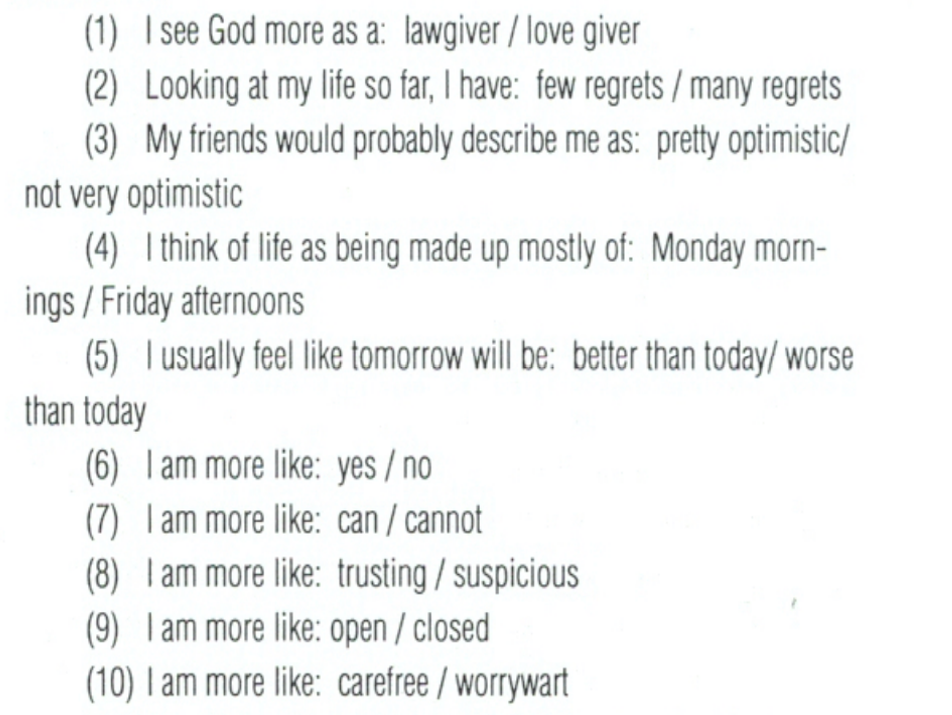 (1) I see God more as a: lawgiver / love giver
(2) Looking at my life so far, I have: few regrets / many regrets
(3) My friends would probably describe me as: pretty optimistic/
not very optimistic
(4) I think of life as being made up mostly of: Monday morn-
ings / Friday afternoons
(5) I usually feel like tomorrow will be: better than today/ worse
than today
(6) I am more like: yes / no
(7) I am more like: can / cannot
(8) I am more like: trusting / suspicious
(9) I am more like: open / closed
(10) I am more like: carefree / worrywart